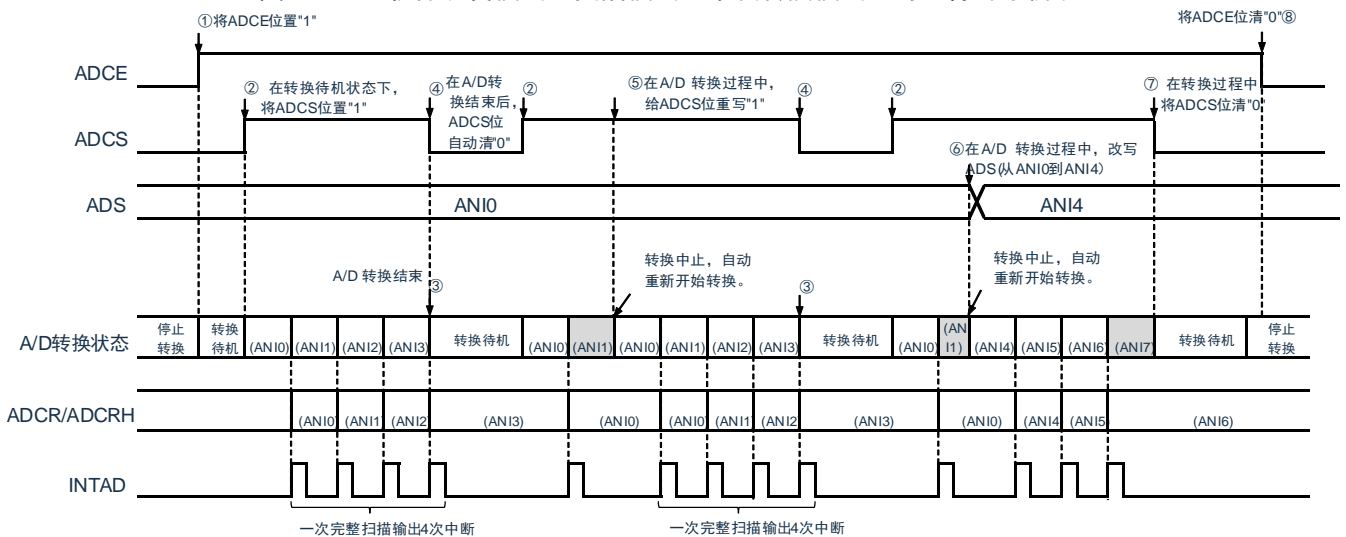 ①将ADCE位置"1"
将ADCE位清"0"⑧
ADCE
② 在转换待机状态下，
将ADCS位置"1"
④在A/D转
换结束后，
ADCS位
自动清"0"
②
⑤在A/D 转换过程中，
给ADCS位重写"1"
④
②
⑦ 在转换过程中
将ADCS位清"0"
ADCS
⑥在A/D 转换过程中，改写
ADS(从ANI0到ANI4)
ADS
ANI0
ANI4
A/D 转换结束
③
转换中止，自动
重新开始转换。
③
转换中止，自动
重新开始转换。
A/D转换状态
停止
转换
转换
待机
(ANI0) (ANI1) (ANI2) (ANI3)
转换待机
(ANI0) (ANI1) (ANI0) (ANI1) (ANI2) (ANI3)
转换待机
(ANI0)
(AN
I1)
(ANI4) (ANI5) (ANI6) (ANI7)
转换待机
停止
转换
ADCR/ADCRH
(ANI0 (ANI1 (ANI2) (ANI3) (ANI0) (ANI0 (ANI1 (ANI2 (ANI3) (ANI0) (ANI4 (ANI5 (ANI6)
INTAD
一次完整扫描输出4次中断
一次完整扫描输出4次中断